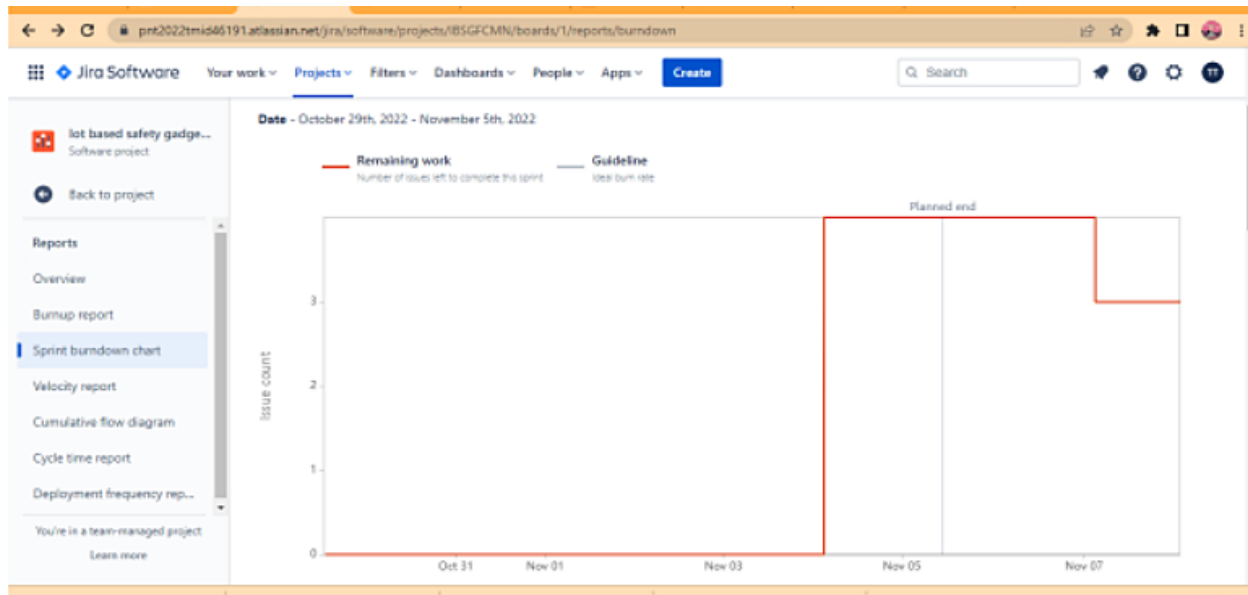 pnt2022tmid46191.atlassian.net/jira/software/projects/IBSGFCMN/boards/1/reports/burndown
Jira Software Your work Projects Filters Dashboards People Apps Create Search TT
Iot based safety gadge...
Software project
Back to project
Reports
Overview
Burnup report
Sprint burndown chart
Velocity report
Cumulative flow diagram
Cycle time report
Deployment frequency rep...
You're in a team-managed project
Learn more
Date - October 29th, 2022 - November 5th, 2022
Remaining work
Number of issues left to complete this sprint
Guideline
Ideal burn rate
Planned end
Issue count
3
2
1
0
Oct 31 Nov 01 Nov 03 Nov 05 Nov 07